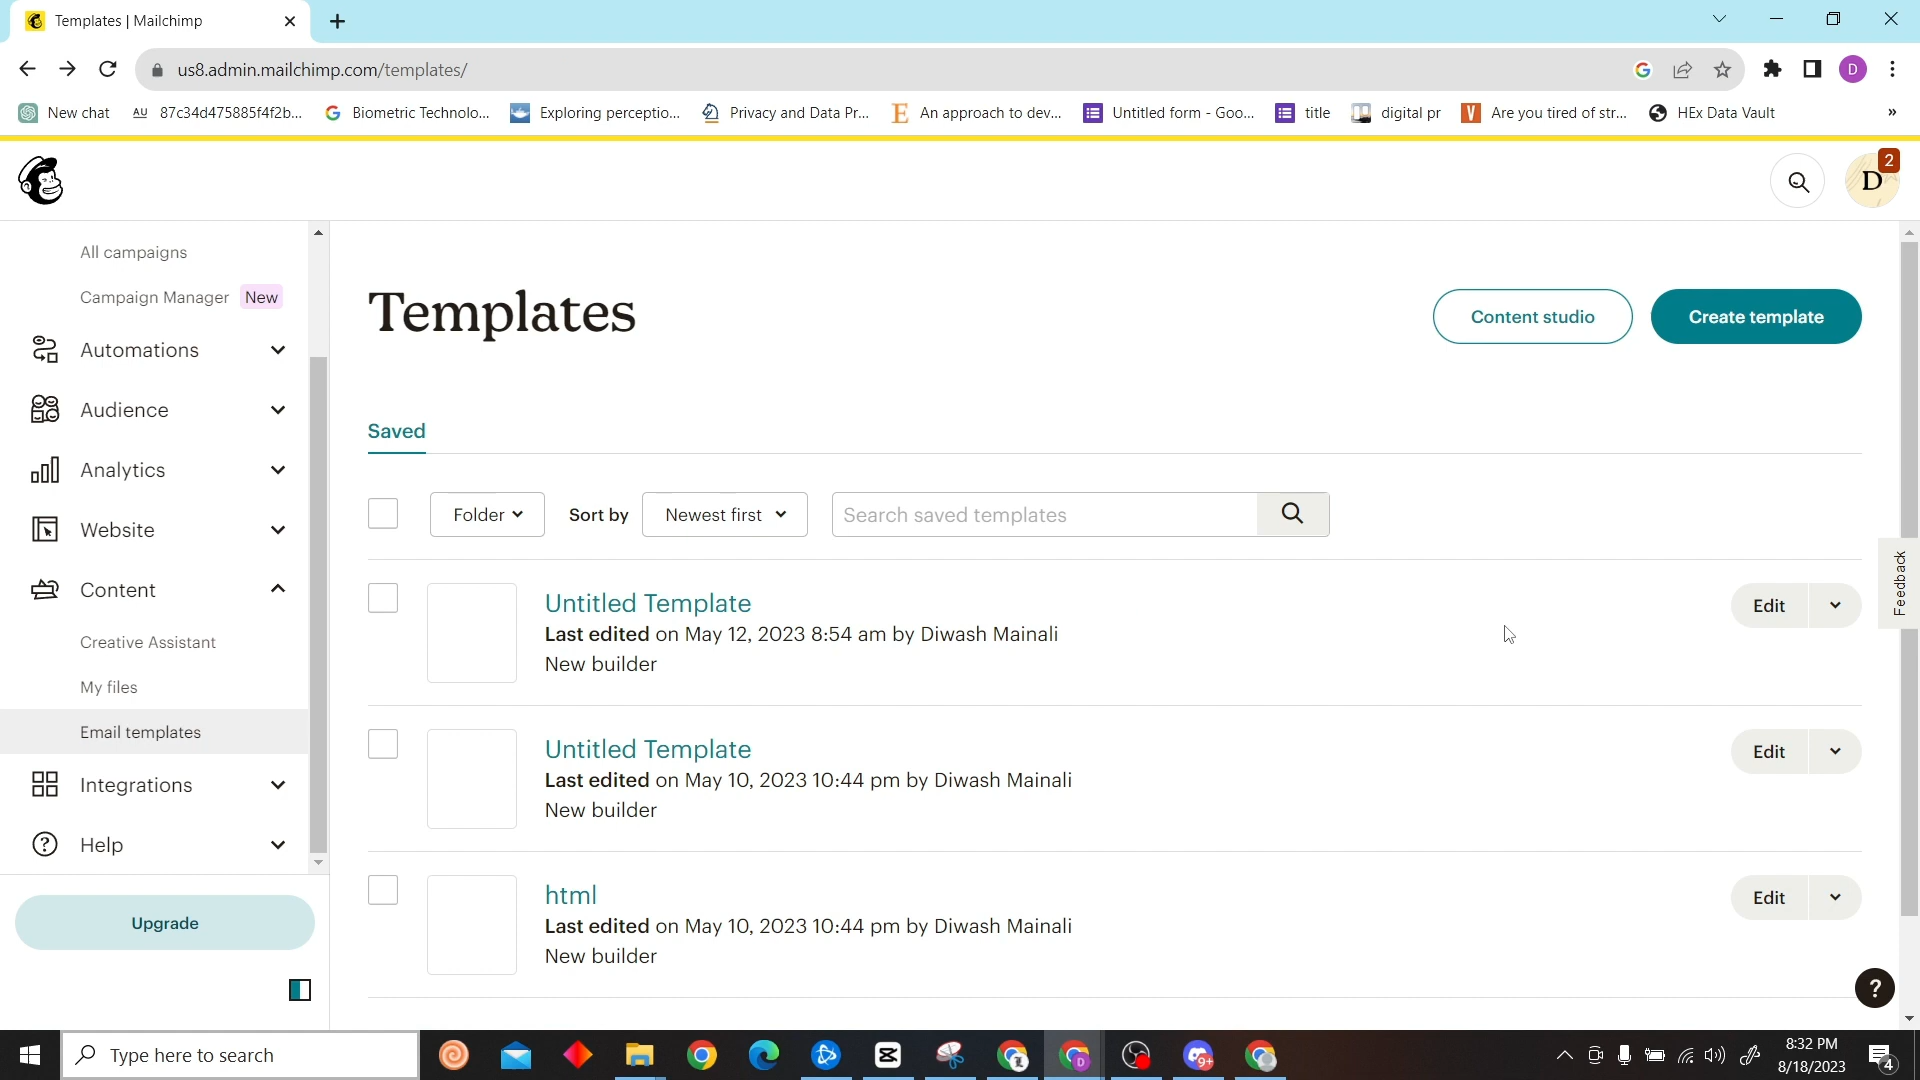 Templates | Mailchimp
us8.admin.mailchimp.com/templates/
D
New chat
AU 87c34d475885f4f2b...
Biometric Technolo...
Exploring perceptio...
Privacy and Data Pr...
An approach to dev...
Untitled form - Goo...
title
digital pr
Are you tired of str...
HEx Data Vault
»
D
2
All campaigns
Campaign Manager New
Automations
Audience
Analytics
Website
Content
Creative Assistant
My files
Email templates
Integrations
Help
Upgrade
Templates
Content studio
Create template
Saved
Folder
Sort by
Newest first
Search saved templates
Untitled Template
Last edited on May 12, 2023 8:54 am by Diwash Mainali
New builder
Edit
Untitled Template
Last edited on May 10, 2023 10:44 pm by Diwash Mainali
New builder
Edit
html
Last edited on May 10, 2023 10:44 pm by Diwash Mainali
New builder
Edit
Feedback
?
Type here to search
D
9+
8:32 PM
8/18/2023
4